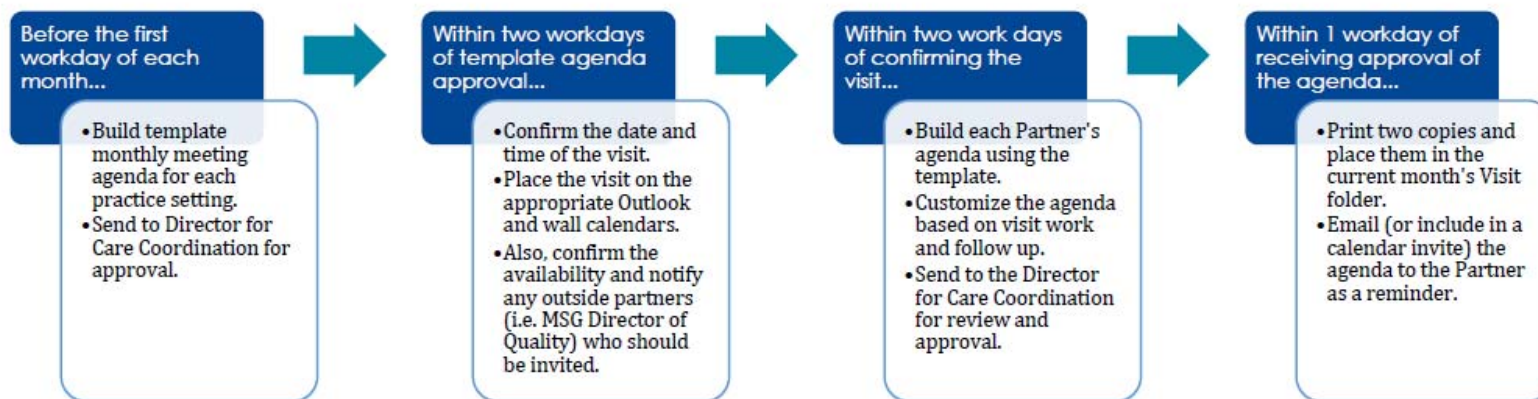 Before the first
workday of each
month...
•Build template
monthly meeting
agenda for each
practice setting.
•Send to Director for
Care Coordination for
approval.
Within two workdays
of template agenda
approval...
•Confirm the date and
time of the visit.
•Place the visit on the
appropriate Outlook
and wall calendars.
•Also, confirm the
availability and notify
any outside partners
(i.e. MSG Director of
Quality) who should
be invited.
Within two work days
of confirming the
visit...
•Build each Partner's
agenda using the
template.
•Customize the agenda
based on visit work
and follow up.
•Send to the Director
for Care Coordination
for review and
approval.
Within 1 workday of
receiving approval of
the agenda...
•Print two copies and
place them in the
current month's Visit
folder.
•Email (or include in a
calendar invite) the
agenda to the Partner
as a reminder.